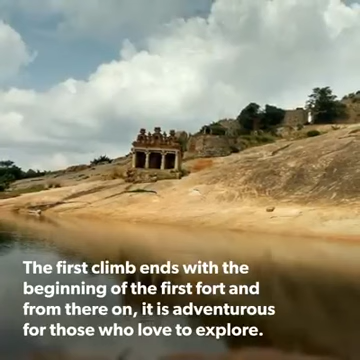 The first climb ends with the
beginning of the first fort and
from there on, it is adventurous
for those who love to explore.